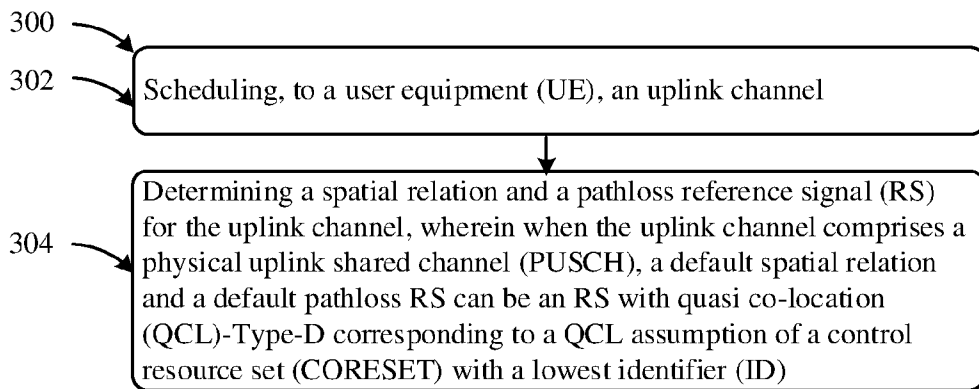 300
302
Scheduling, to a user equipment (UE), an uplink channel
304
Determining a spatial relation and a pathloss reference signal (RS)
for the uplink channel, wherein when the uplink channel comprises a
physical uplink shared channel (PUSCH), a default spatial relation
and a default pathloss RS can be an RS with quasi co-location
(QCL)-Type-D corresponding to a QCL assumption of a control
resource set (CORESET) with a lowest identifier (ID)